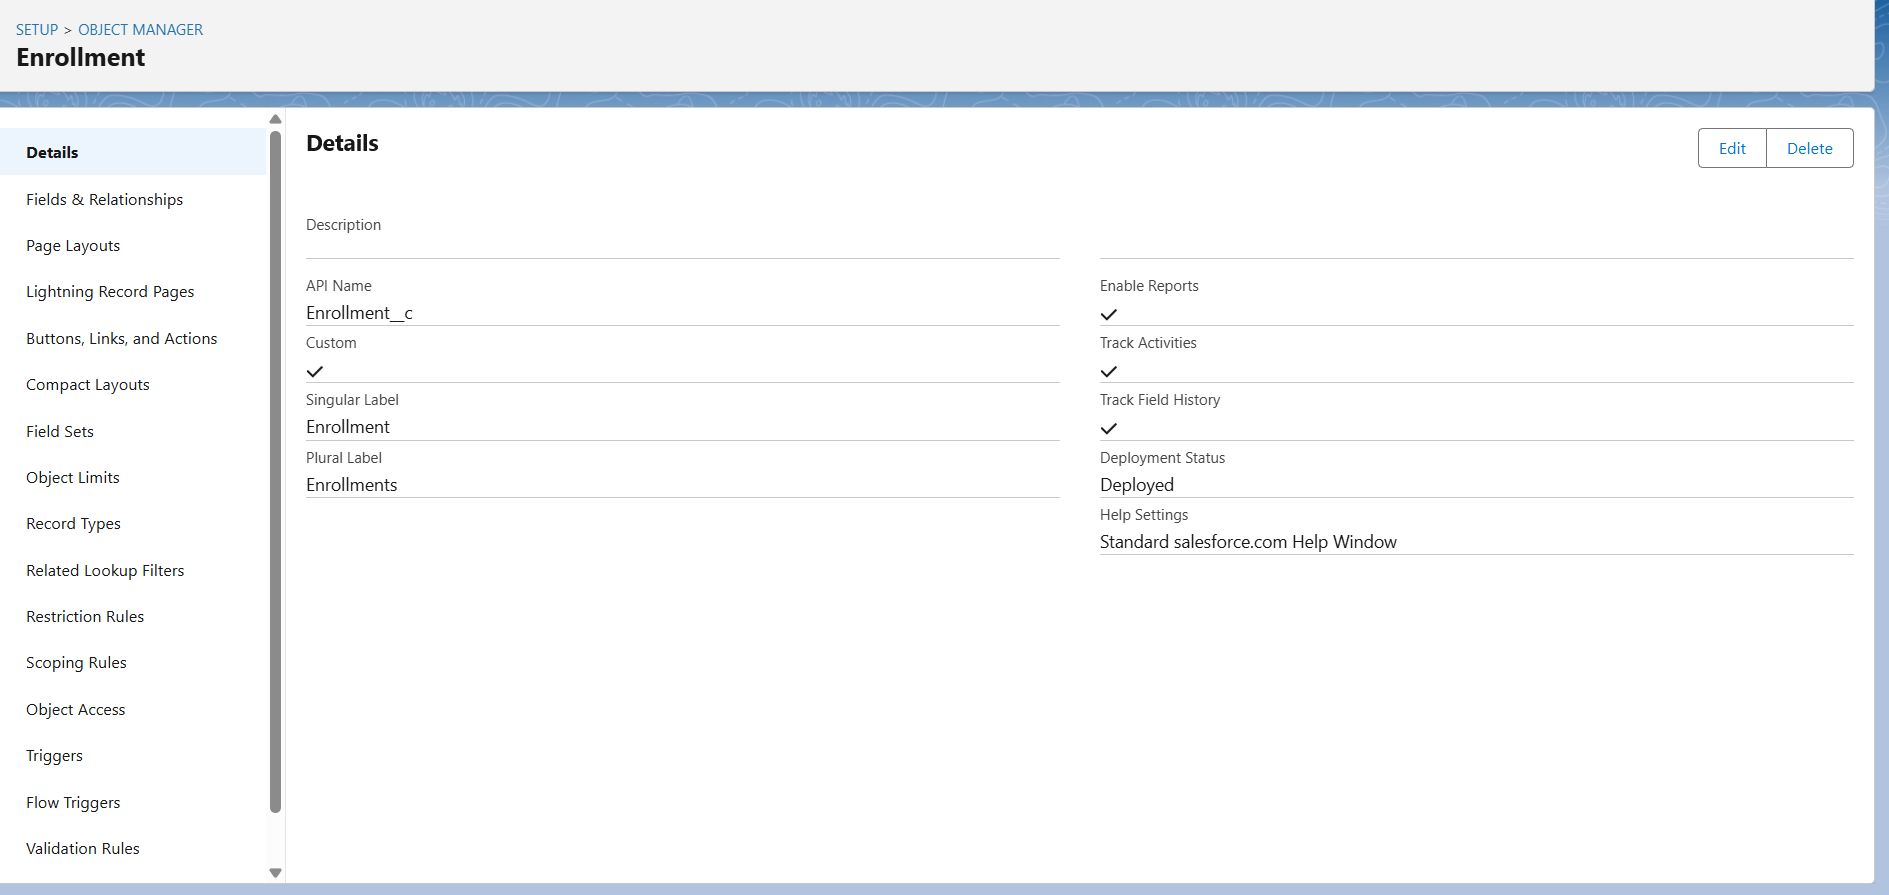 SETUP > OBJECT MANAGER
Enrollment
Details
Fields & Relationships
Page Layouts
Lightning Record Pages
Buttons, Links, and Actions
Compact Layouts
Field Sets
Object Limits
Record Types
Related Lookup Filters
Restriction Rules
Scoping Rules
Object Access
Triggers
Flow Triggers
Validation Rules
Details
Edit
Delete
Description
API Name
Enrollment__c
Custom
Singular Label
Enrollment
Plural Label
Enrollments
Enable Reports
Track Activities
Track Field History
Deployment Status
Deployed
Help Settings
Standard salesforce.com Help Window